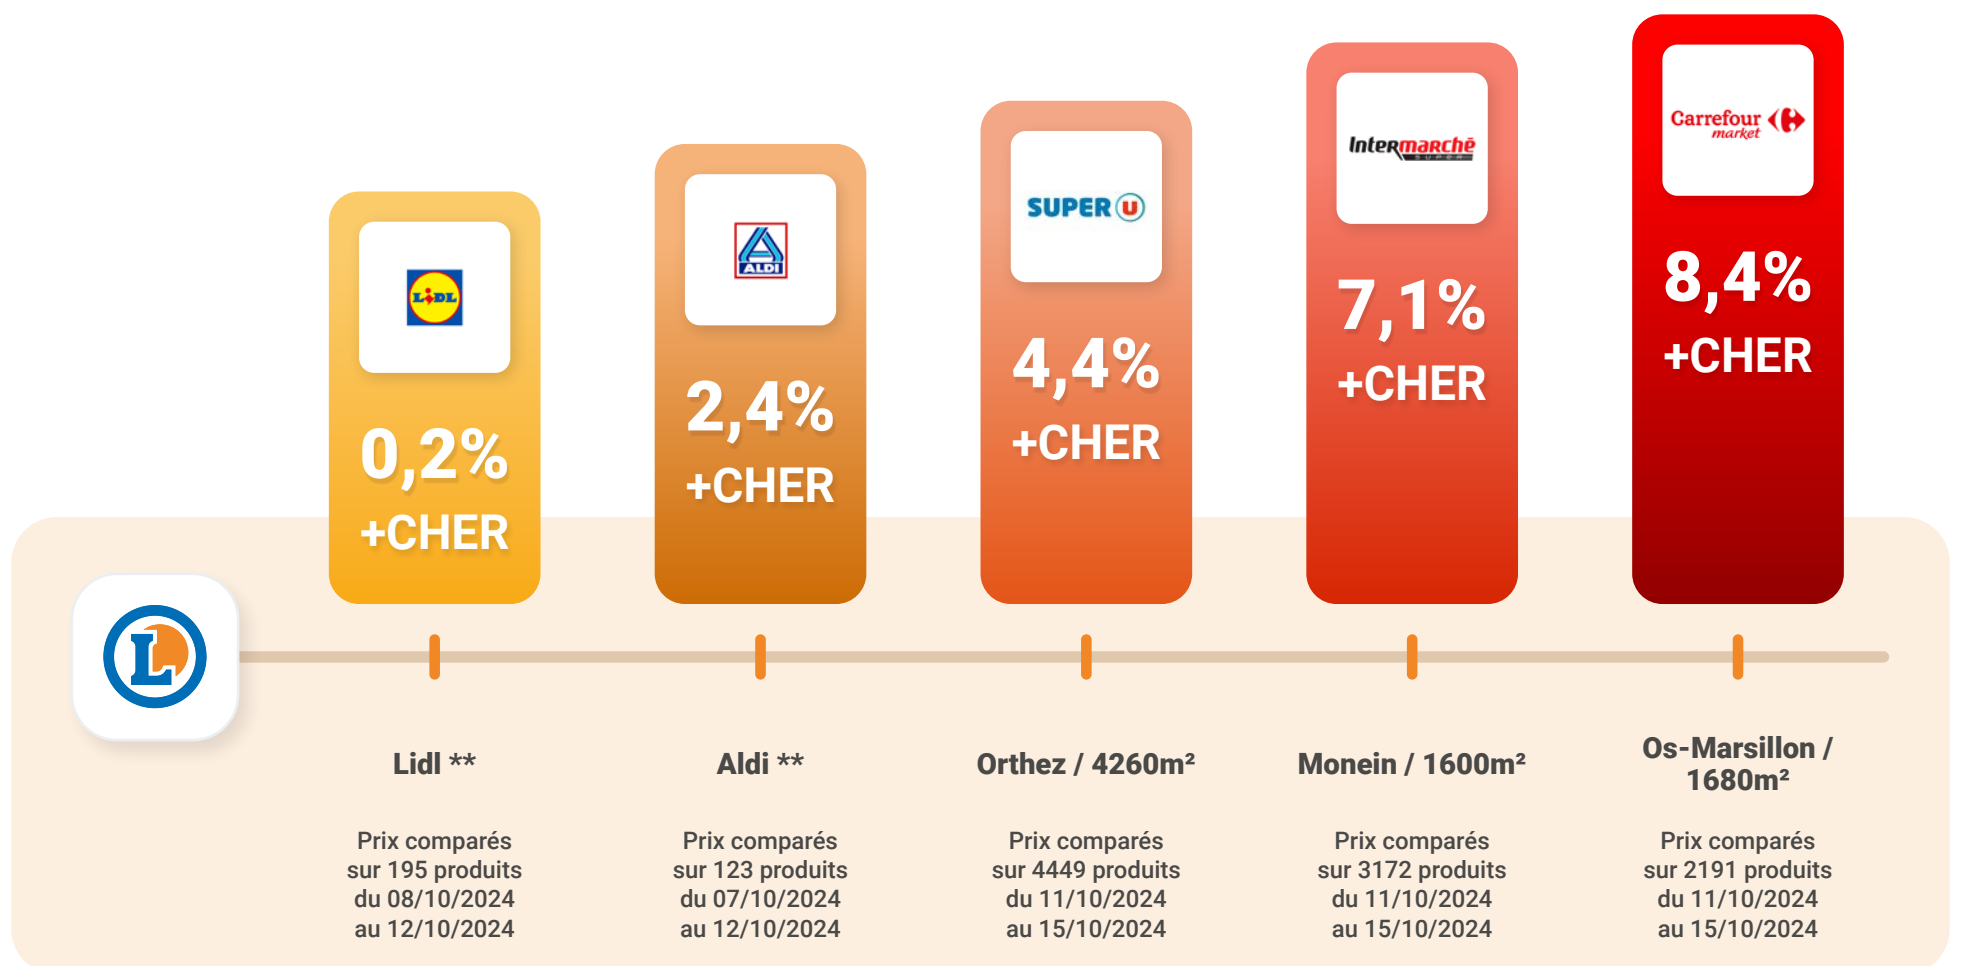 LIDL
0,2%
+CHER
ALDI
2,4%
+CHER
SUPER U
4,4%
+CHER
Intermarchē
SUPER
7,1%
+CHER
Carrefour
market
8,4%
+CHER
L
Lidl **
Prix comparés
sur 195 produits
du 08/10/2024
au 12/10/2024
Aldi **
Prix comparés
sur 123 produits
du 07/10/2024
au 12/10/2024
Orthez / 4260m²
Prix comparés
sur 4449 produits
du 11/10/2024
au 15/10/2024
Monein / 1600m²
Prix comparés
sur 3172 produits
du 11/10/2024
au 15/10/2024
Os-Marsillon /
1680m²
Prix comparés
sur 2191 produits
du 11/10/2024
au 15/10/2024